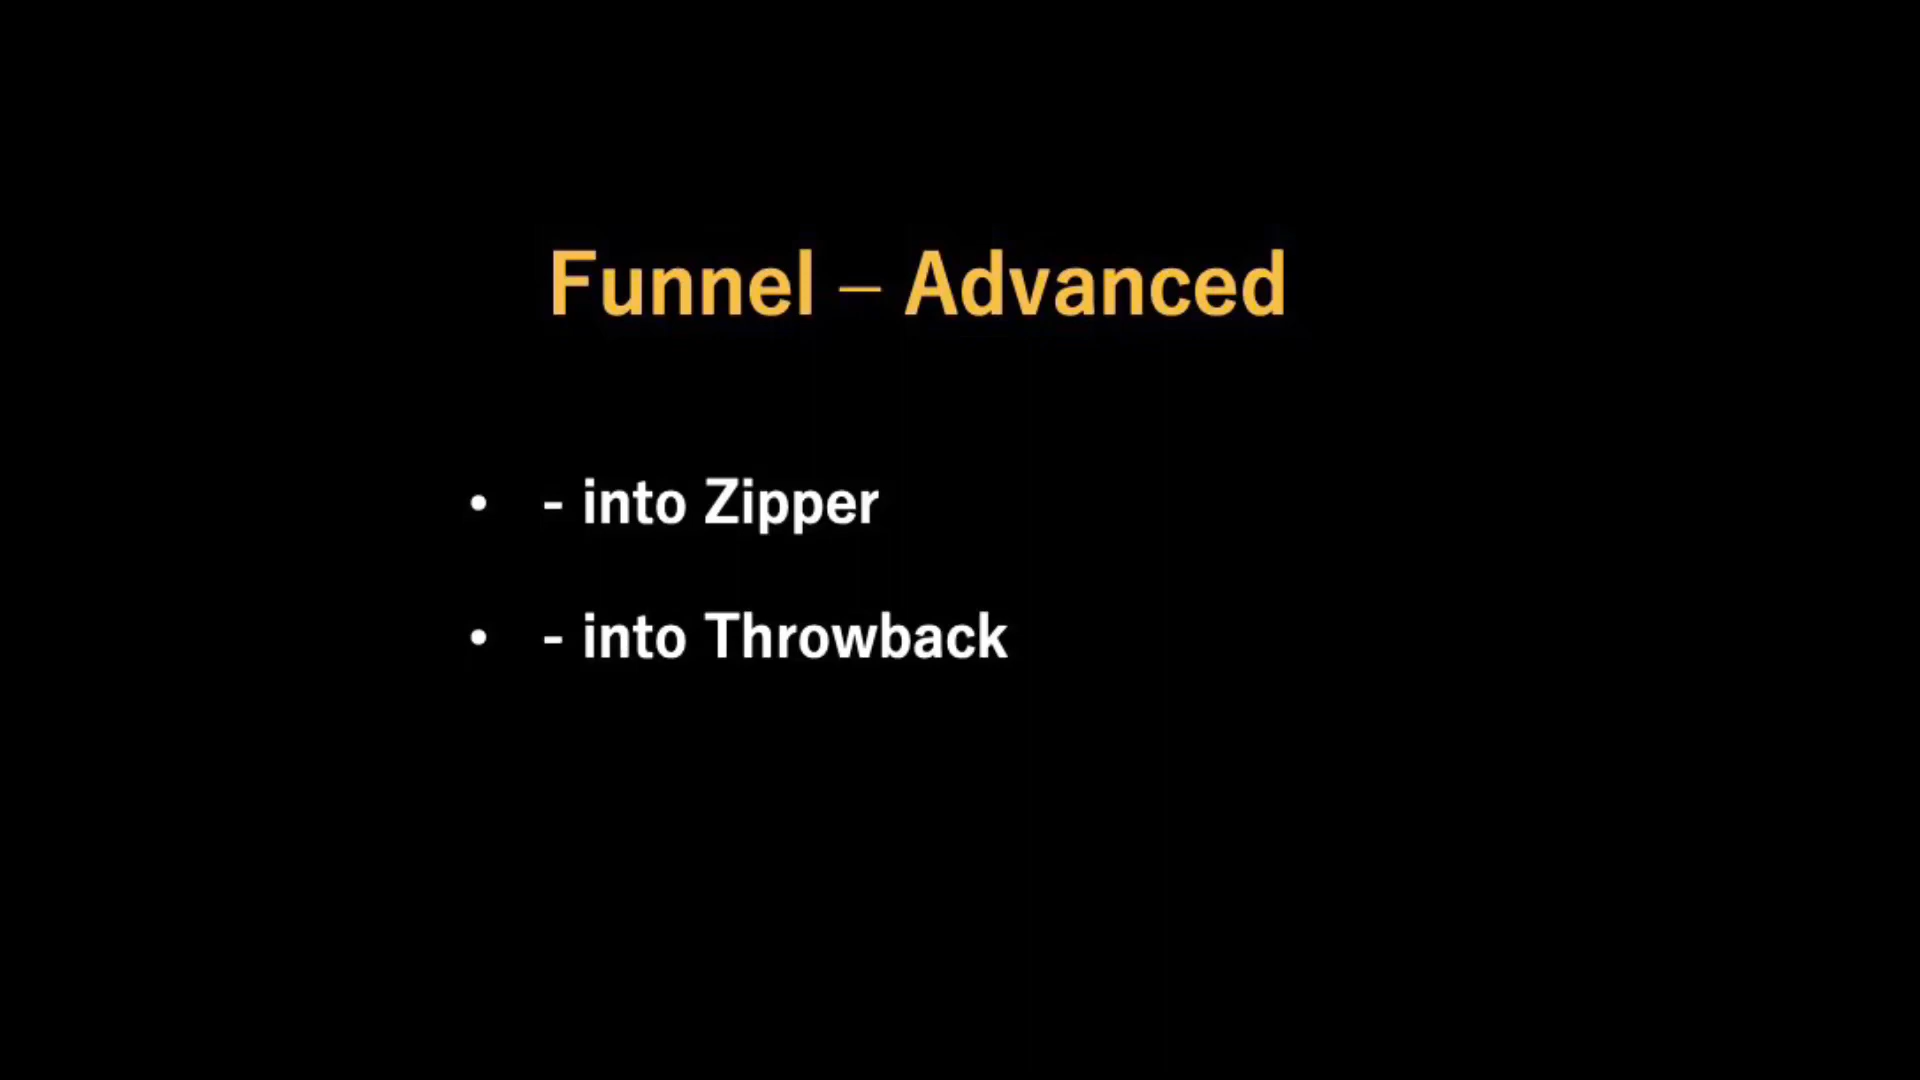 Funnel – Advanced
• - into Zipper
• - into Throwback